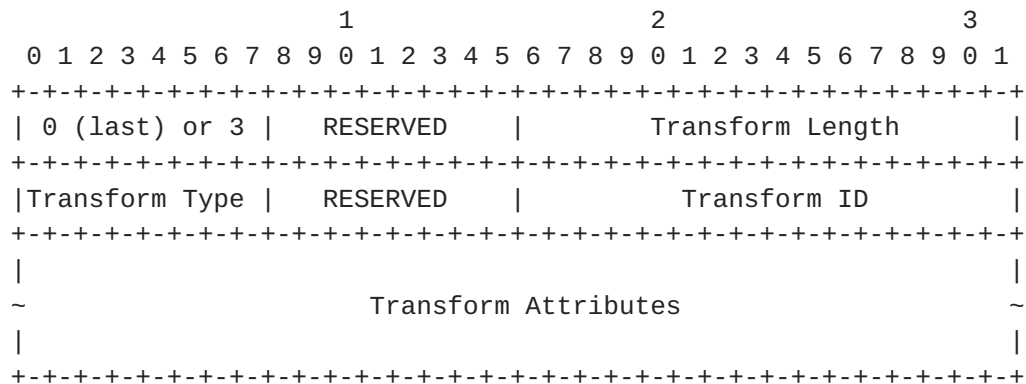 1                   2                   3
 0 1 2 3 4 5 6 7 8 9 0 1 2 3 4 5 6 7 8 9 0 1 2 3 4 5 6 7 8 9 0 1
+-+-+-+-+-+-+-+-+-+-+-+-+-+-+-+-+-+-+-+-+-+-+-+-+-+-+-+-+-+-+-+-+
| 0 (last) or 3 |   RESERVED    |        Transform Length       |
+-+-+-+-+-+-+-+-+-+-+-+-+-+-+-+-+-+-+-+-+-+-+-+-+-+-+-+-+-+-+-+-+
|Transform Type |   RESERVED    |          Transform ID         |
+-+-+-+-+-+-+-+-+-+-+-+-+-+-+-+-+-+-+-+-+-+-+-+-+-+-+-+-+-+-+-+-+
|                                                               |
~                      Transform Attributes                     ~
|                                                               |
+-+-+-+-+-+-+-+-+-+-+-+-+-+-+-+-+-+-+-+-+-+-+-+-+-+-+-+-+-+-+-+-+